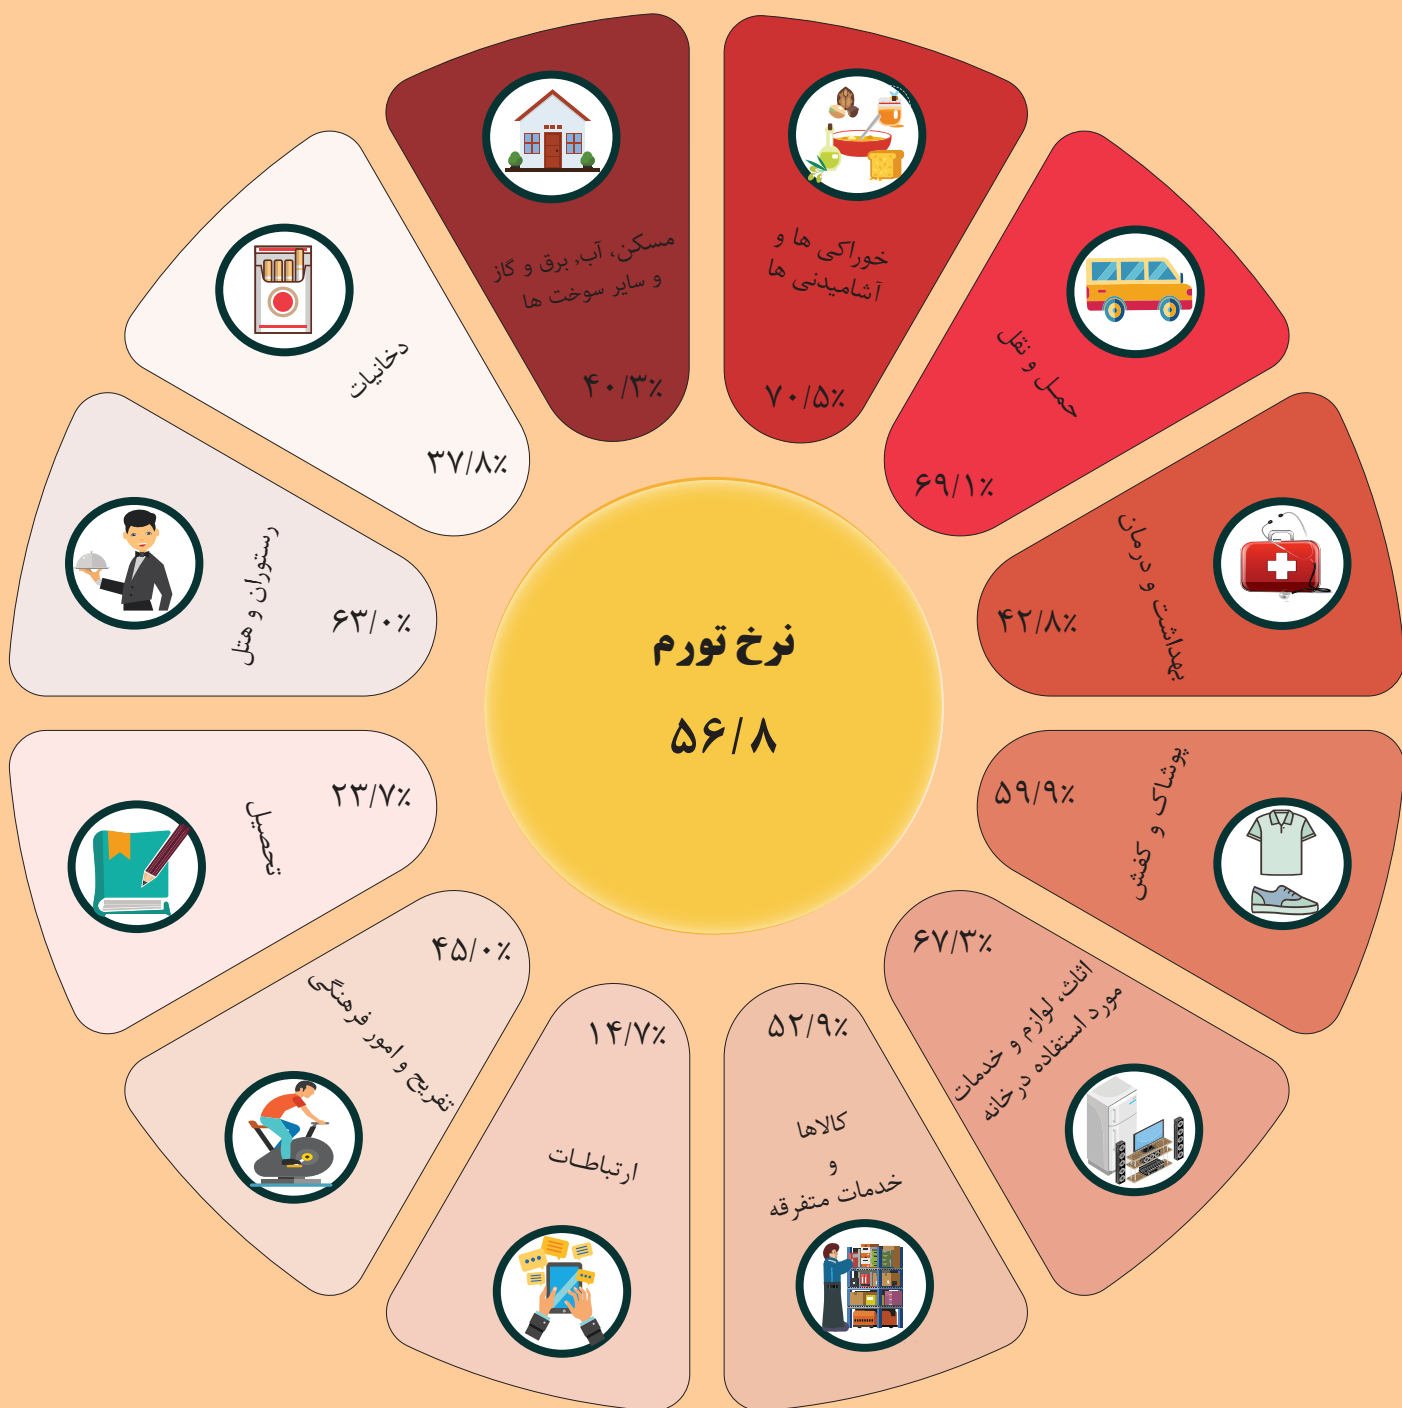 نرخ تورم
۵۶/۸
خوراکی ها و
آشامیدنی ها
۷۰/۵٪
حمـل و نقل
۶۹/۱٪
بهداشت و درمان
۴۲/۸٪
پوشاک و کفش
۵۹/۹٪
اثاث، لوازم و خدمات
مورد استفاده در خانه
۶۷/۳٪
کالاها
و
خدمات متفرقه
۵۲/۹٪
ارتباطـات
۱۴/۷٪
تفریح و امور فرهنگی
۴۵/۰٪
تحصیل
۲۳/۷٪
رستوران و هتل
۶۳/۰٪
دخانیات
۳۷/۸٪
مسکن، آب, برق و گاز
و سایر سوخت ها
۴۰/۳٪